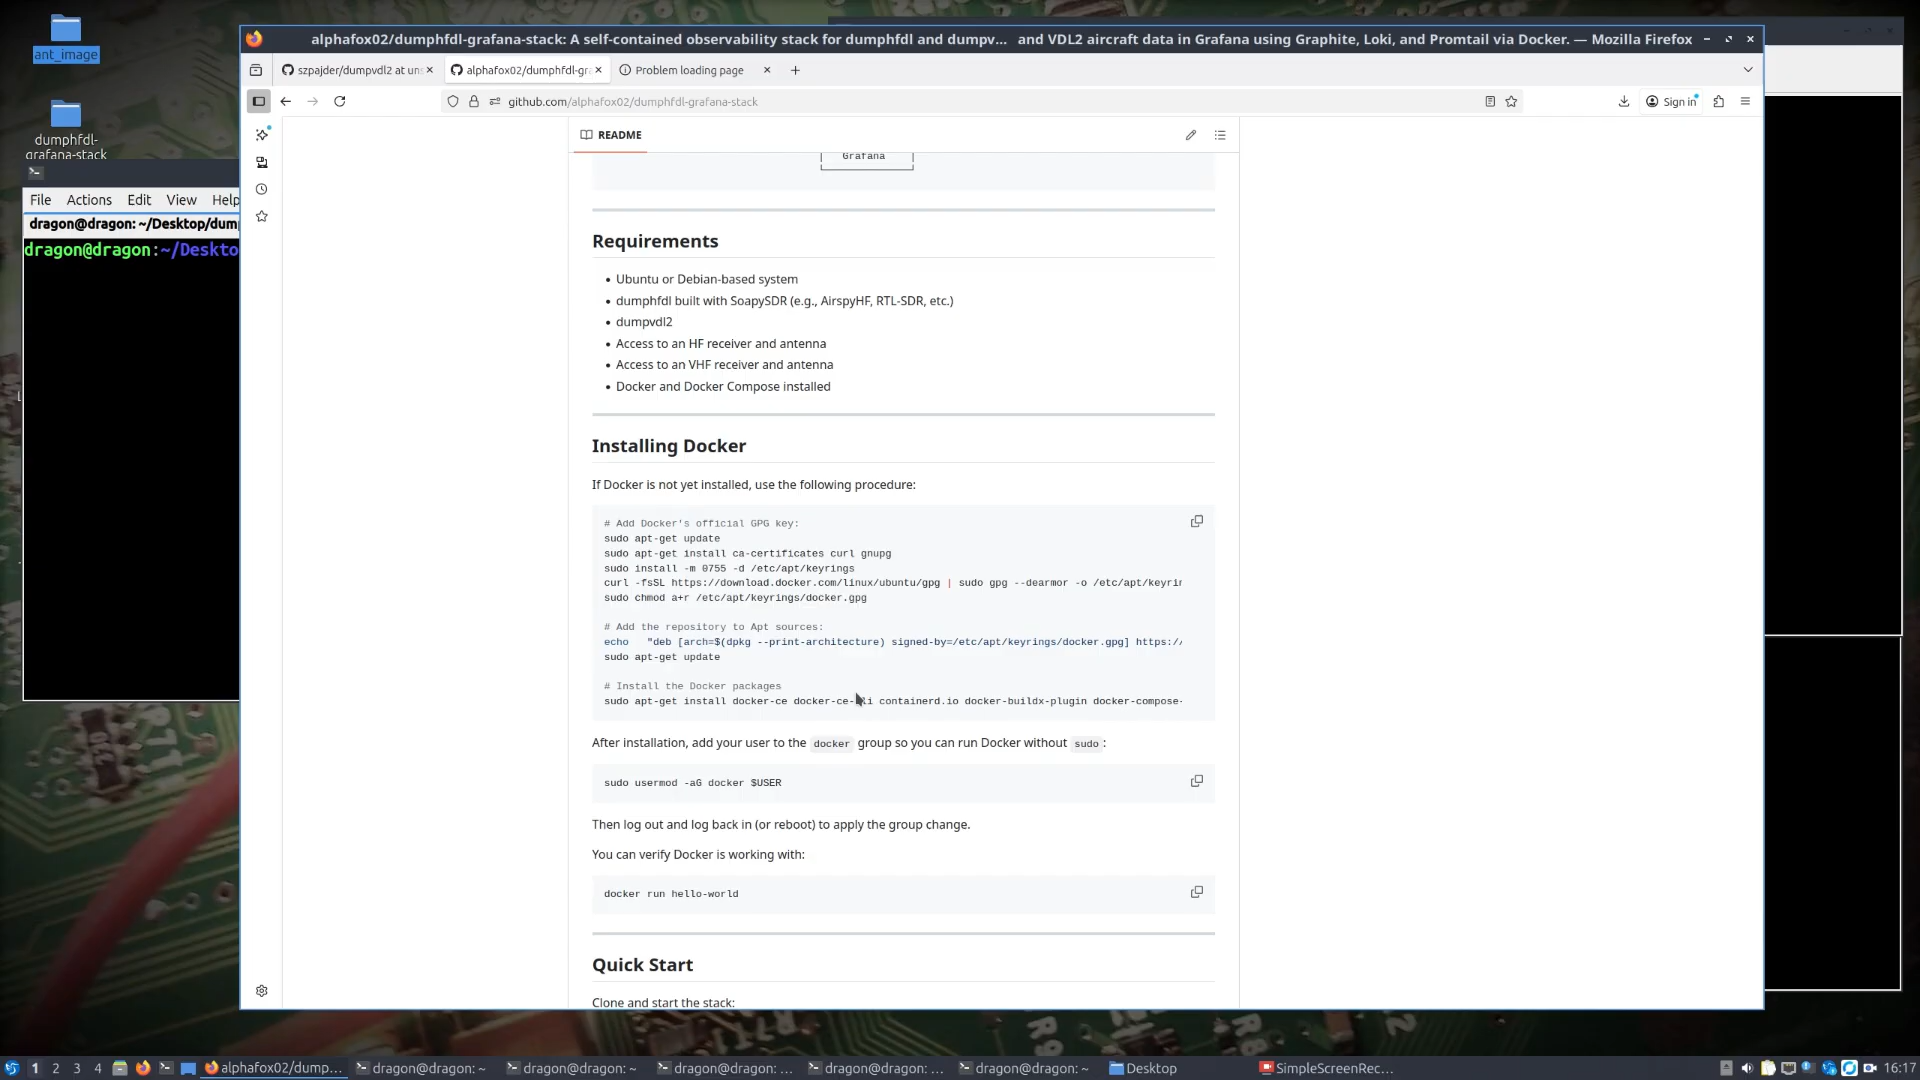 ant_image
dumphfdl-
grafana-stack
alphafox02/dumphfdl-grafana-stack: A self-contained observability stack for dumphfdl and dumpv... and VDL2 aircraft data in Grafana using Graphite, Loki, and Promtail via Docker. — Mozilla Firefox
szpajder/dumpvdl2 at un
alphafox02/dumphfdl-gr
Problem loading page
github.com/alphafox02/dumphfdl-grafana-stack
Sign in
File Actions Edit View Help
dragon@dragon: ~/Desktop/dum
dragon@dragon:~/Deskto
README
Grafana
Requirements
• Ubuntu or Debian-based system
• dumphfdl built with SoapySDR (e.g., AirspyHF, RTL-SDR, etc.)
• dumpvdl2
• Access to an HF receiver and antenna
• Access to an VHF receiver and antenna
• Docker and Docker Compose installed
Installing Docker
If Docker is not yet installed, use the following procedure:
# Add Docker's official GPG key:
sudo apt-get update
sudo apt-get install ca-certificates curl gnupg
sudo install -m 0755 -d /etc/apt/keyrings
curl -fsSL https://download.docker.com/linux/ubuntu/gpg | sudo gpg --dearmor -o /etc/apt/keyrin
sudo chmod a+r /etc/apt/keyrings/docker.gpg
# Add the repository to Apt sources:
echo "deb [arch=$(dpkg --print-architecture) signed-by=/etc/apt/keyrings/docker.gpg] https:/
sudo apt-get update
# Install the Docker packages
sudo apt-get install docker-ce docker-ce-cli containerd.io docker-buildx-plugin docker-compose-
After installation, add your user to the docker group so you can run Docker without sudo :
sudo usermod -aG docker $USER
Then log out and log back in (or reboot) to apply the group change.
You can verify Docker is working with:
docker run hello-world
Quick Start
Clone and start the stack:
1 2 3 4
alphafox02/dump...
dragon@dragon: ~
dragon@dragon: ~
dragon@dragon: ...
dragon@dragon: ...
dragon@dragon: ~
Desktop
SimpleScreenRec...
16:17